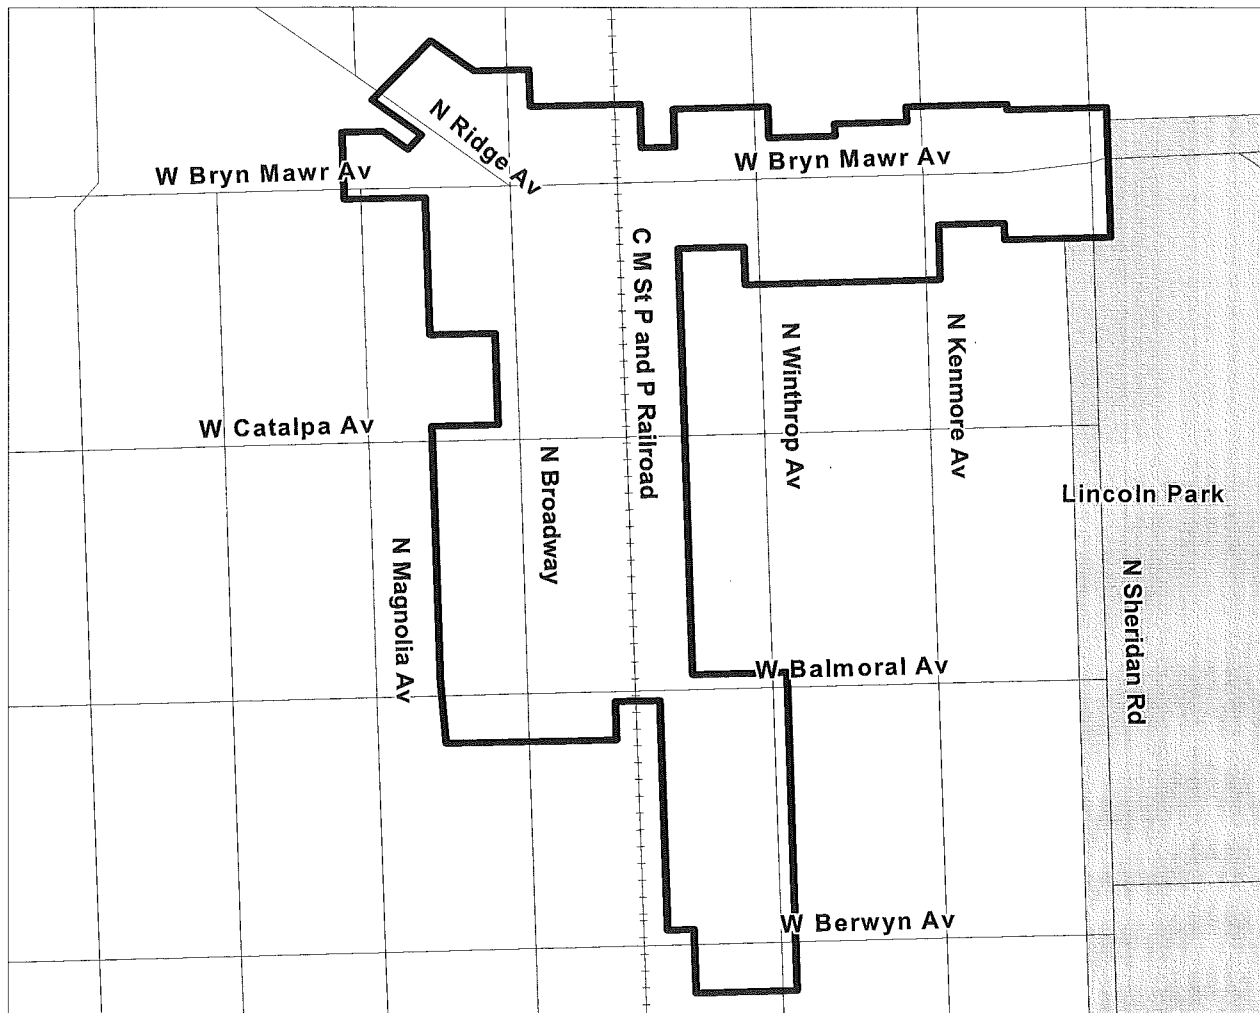 N Ridge Av
W Bryn Mawr Av
W Bryn Mawr Av
C M St P and P Railroad
N Winthrop Av
N Kenmore Av
W Catalpa Av
N Broadway
Lincoln Park
N Magnolia Av
N Sheridan Rd
W Balmoral Av
W Berwyn Av